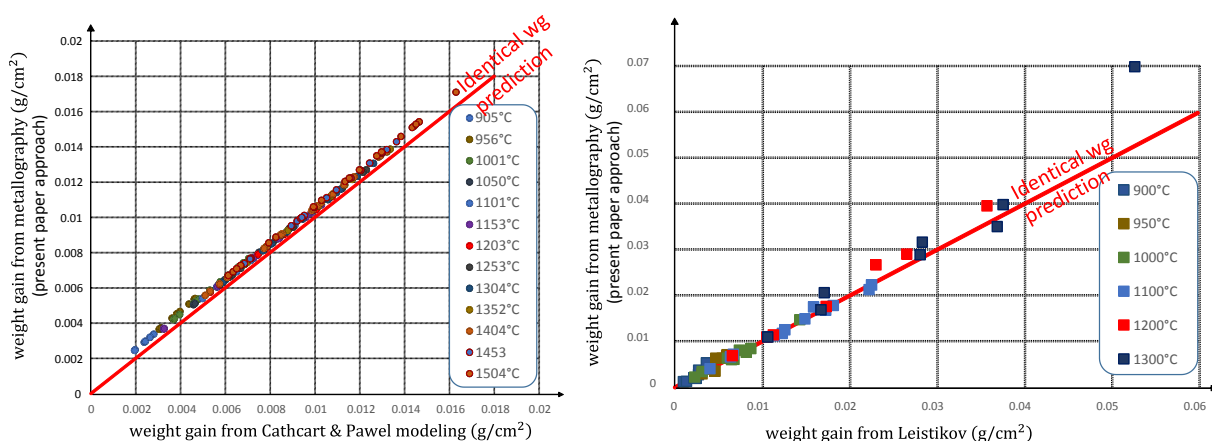 weight gain from metallography (g/cm²)
(present paper approach)
0.02
0.018
0.016
0.014
0.012
0.01
0.008
0.006
0.004
0.002
0
Identical wg
prediction
905°C
956°C
1001°C
1050°C
1101°C
1153°C
1203°C
1253°C
1304°C
1352°C
1404°C
1453
1504°C
0 0.002 0.004 0.006 0.008 0.01 0.012 0.014 0.016 0.018 0.02
weight gain from Cathcart & Pawel modeling (g/cm²)
weight gain from metallography (g/cm²)
(present paper approach)
0.07
0.06
0.05
0.04
0.03
0.02
0.01
0
Identical wg
prediction
900°C
950°C
1000°C
1100°C
1200°C
1300°C
0 0.01 0.02 0.03 0.04 0.05 0.06
weight gain from Leistikov (g/cm²)